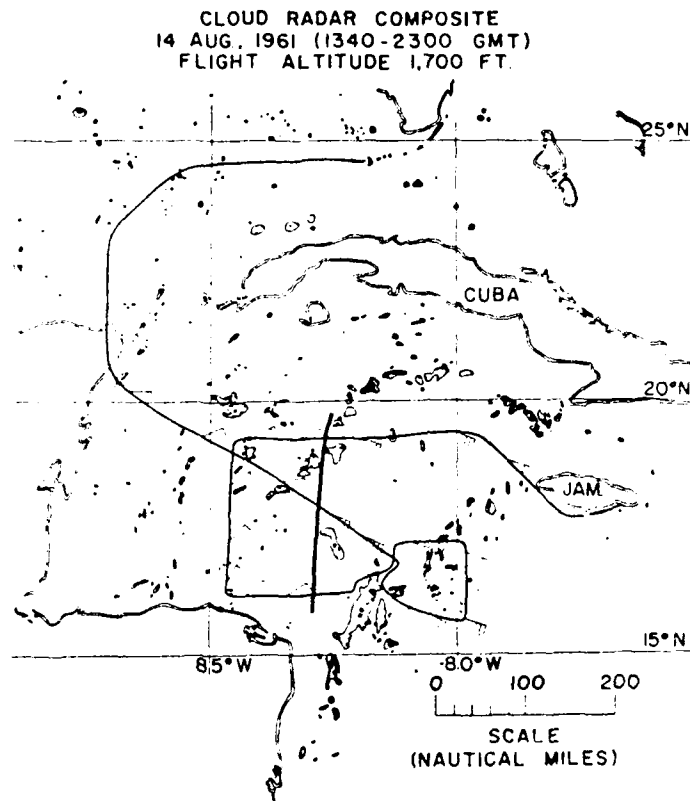 CLOUD RADAR COMPOSITE
14 AUG. 1961 (1340-2300 GMT)
FLIGHT ALTITUDE 1,700 FT.
25°N
CUBA
20°N
JAM.
15°N
85°W
80°W
0 100 200
SCALE
(NAUTICAL MILES)